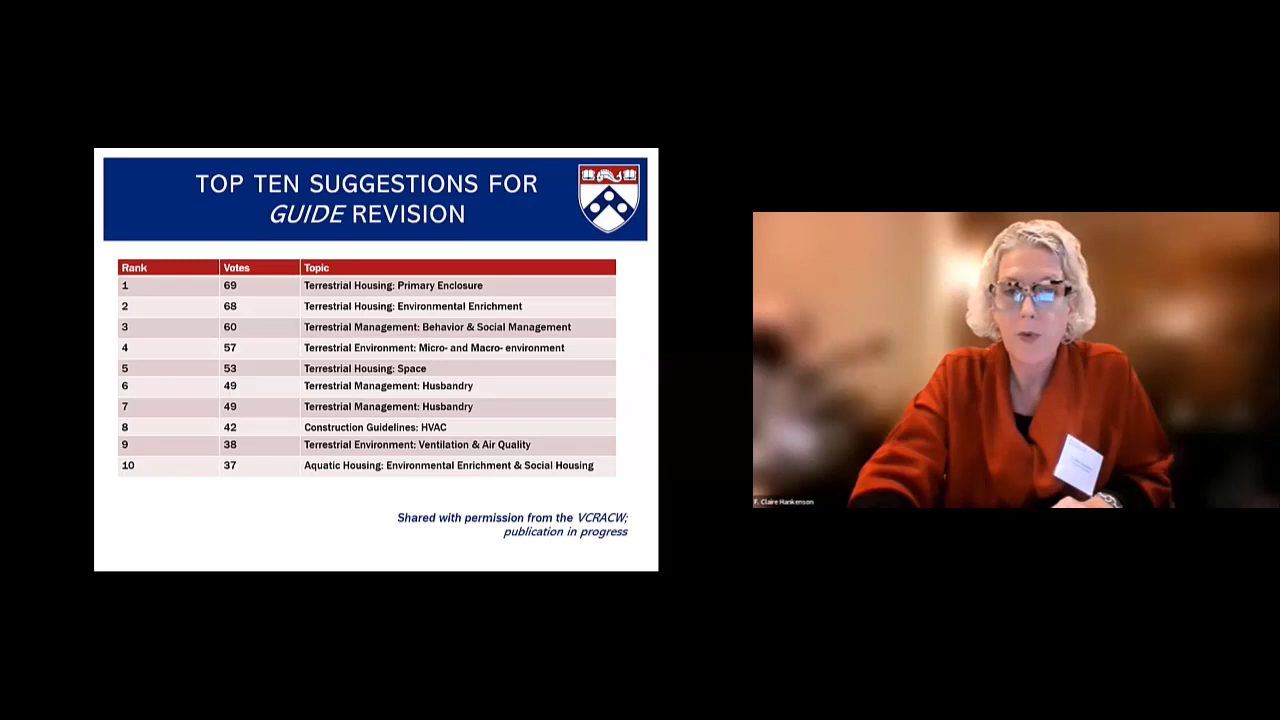 TOP TEN SUGGESTIONS FOR
GUIDE REVISION
Rank Votes Topic
1 69 Terrestrial Housing: Primary Enclosure
2 68 Terrestrial Housing: Environmental Enrichment
3 60 Terrestrial Management: Behavior & Social Management
4 57 Terrestrial Environment: Micro- and Macro- environment
5 53 Terrestrial Housing: Space
6 49 Terrestrial Management: Husbandry
7 49 Terrestrial Management: Husbandry
8 42 Construction Guidelines: HVAC
9 38 Terrestrial Environment: Ventilation & Air Quality
10 37 Aquatic Housing: Environmental Enrichment & Social Housing
Shared with permission from the VCRACW;
publication in progress
F. Claire Hankenson